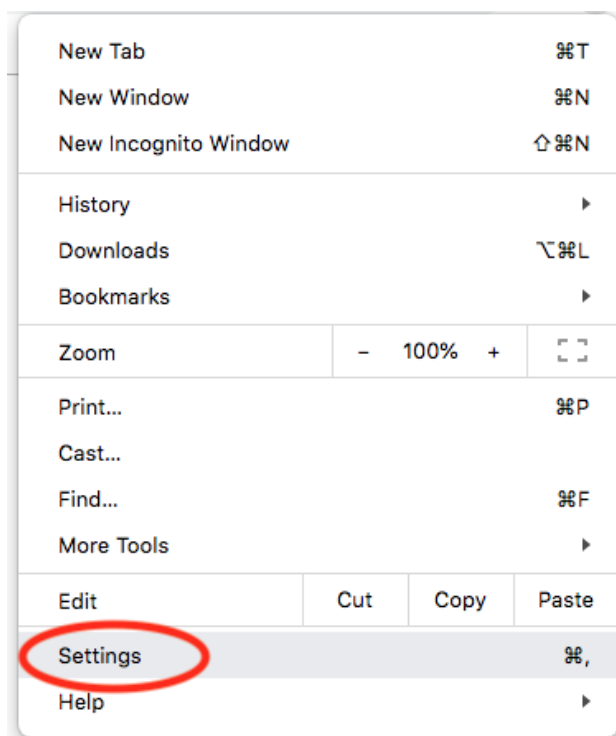 New Tab ⌘T
New Window ⌘N
New Incognito Window ⇧⌘N
History
Downloads ⌥⌘L
Bookmarks
Zoom - 100% +
Print... ⌘P
Cast...
Find... ⌘F
More Tools
Edit Cut Copy Paste
Settings ⌘,
Help